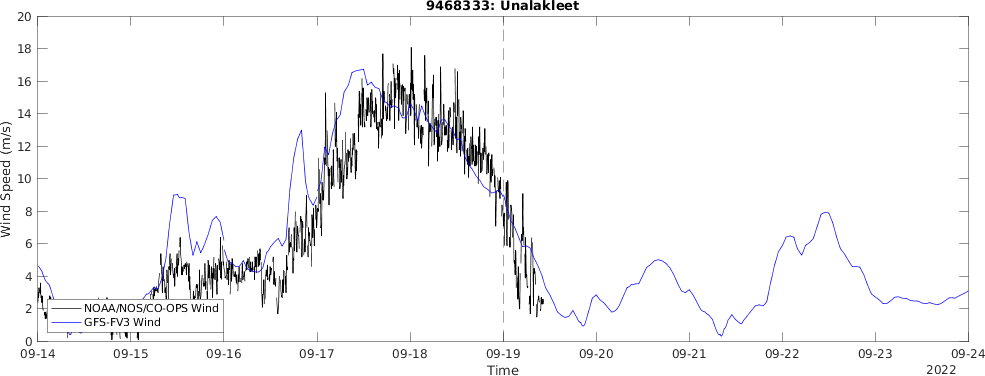 9468333: Unalakleet
Wind Speed (m/s)
20
18
16
14
12
10
8
6
4
2
0
NOAA/NOS/CO-OPS Wind
GFS-FV3 Wind
09-14 09-15 09-16 09-17 09-18 09-19 09-20 09-21 09-22 09-23 09-24
Time
2022